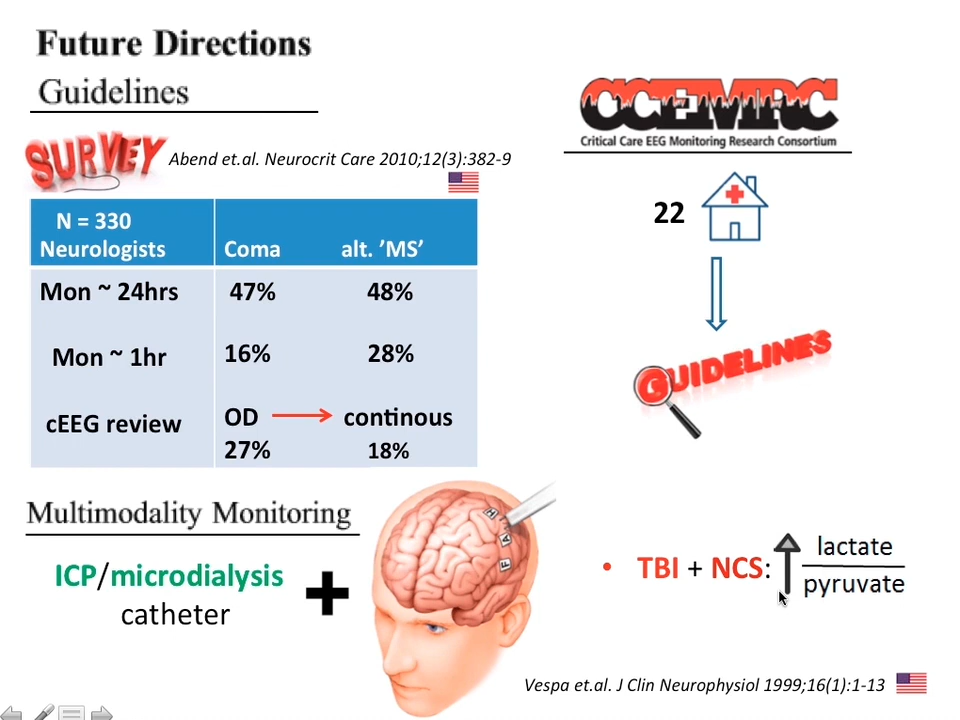 Future Directions
Guidelines
SURVEY
Abend et.al. Neurocrit Care 2010;12(3):382-9
N = 330
Neurologists Coma alt. ’MS’
Mon ~ 24hrs 47% 48%
Mon ~ 1hr 16% 28%
cEEG review OD continous
27% 18%
CCEMRC
Critical Care EEG Monitoring Research Consortium
22
GUIDELINES
Multimodality Monitoring
ICP/microdialysis
catheter
H
A
F
• TBI + NCS: lactate
pyruvate
Vespa et.al. J Clin Neurophysiol 1999;16(1):1-13